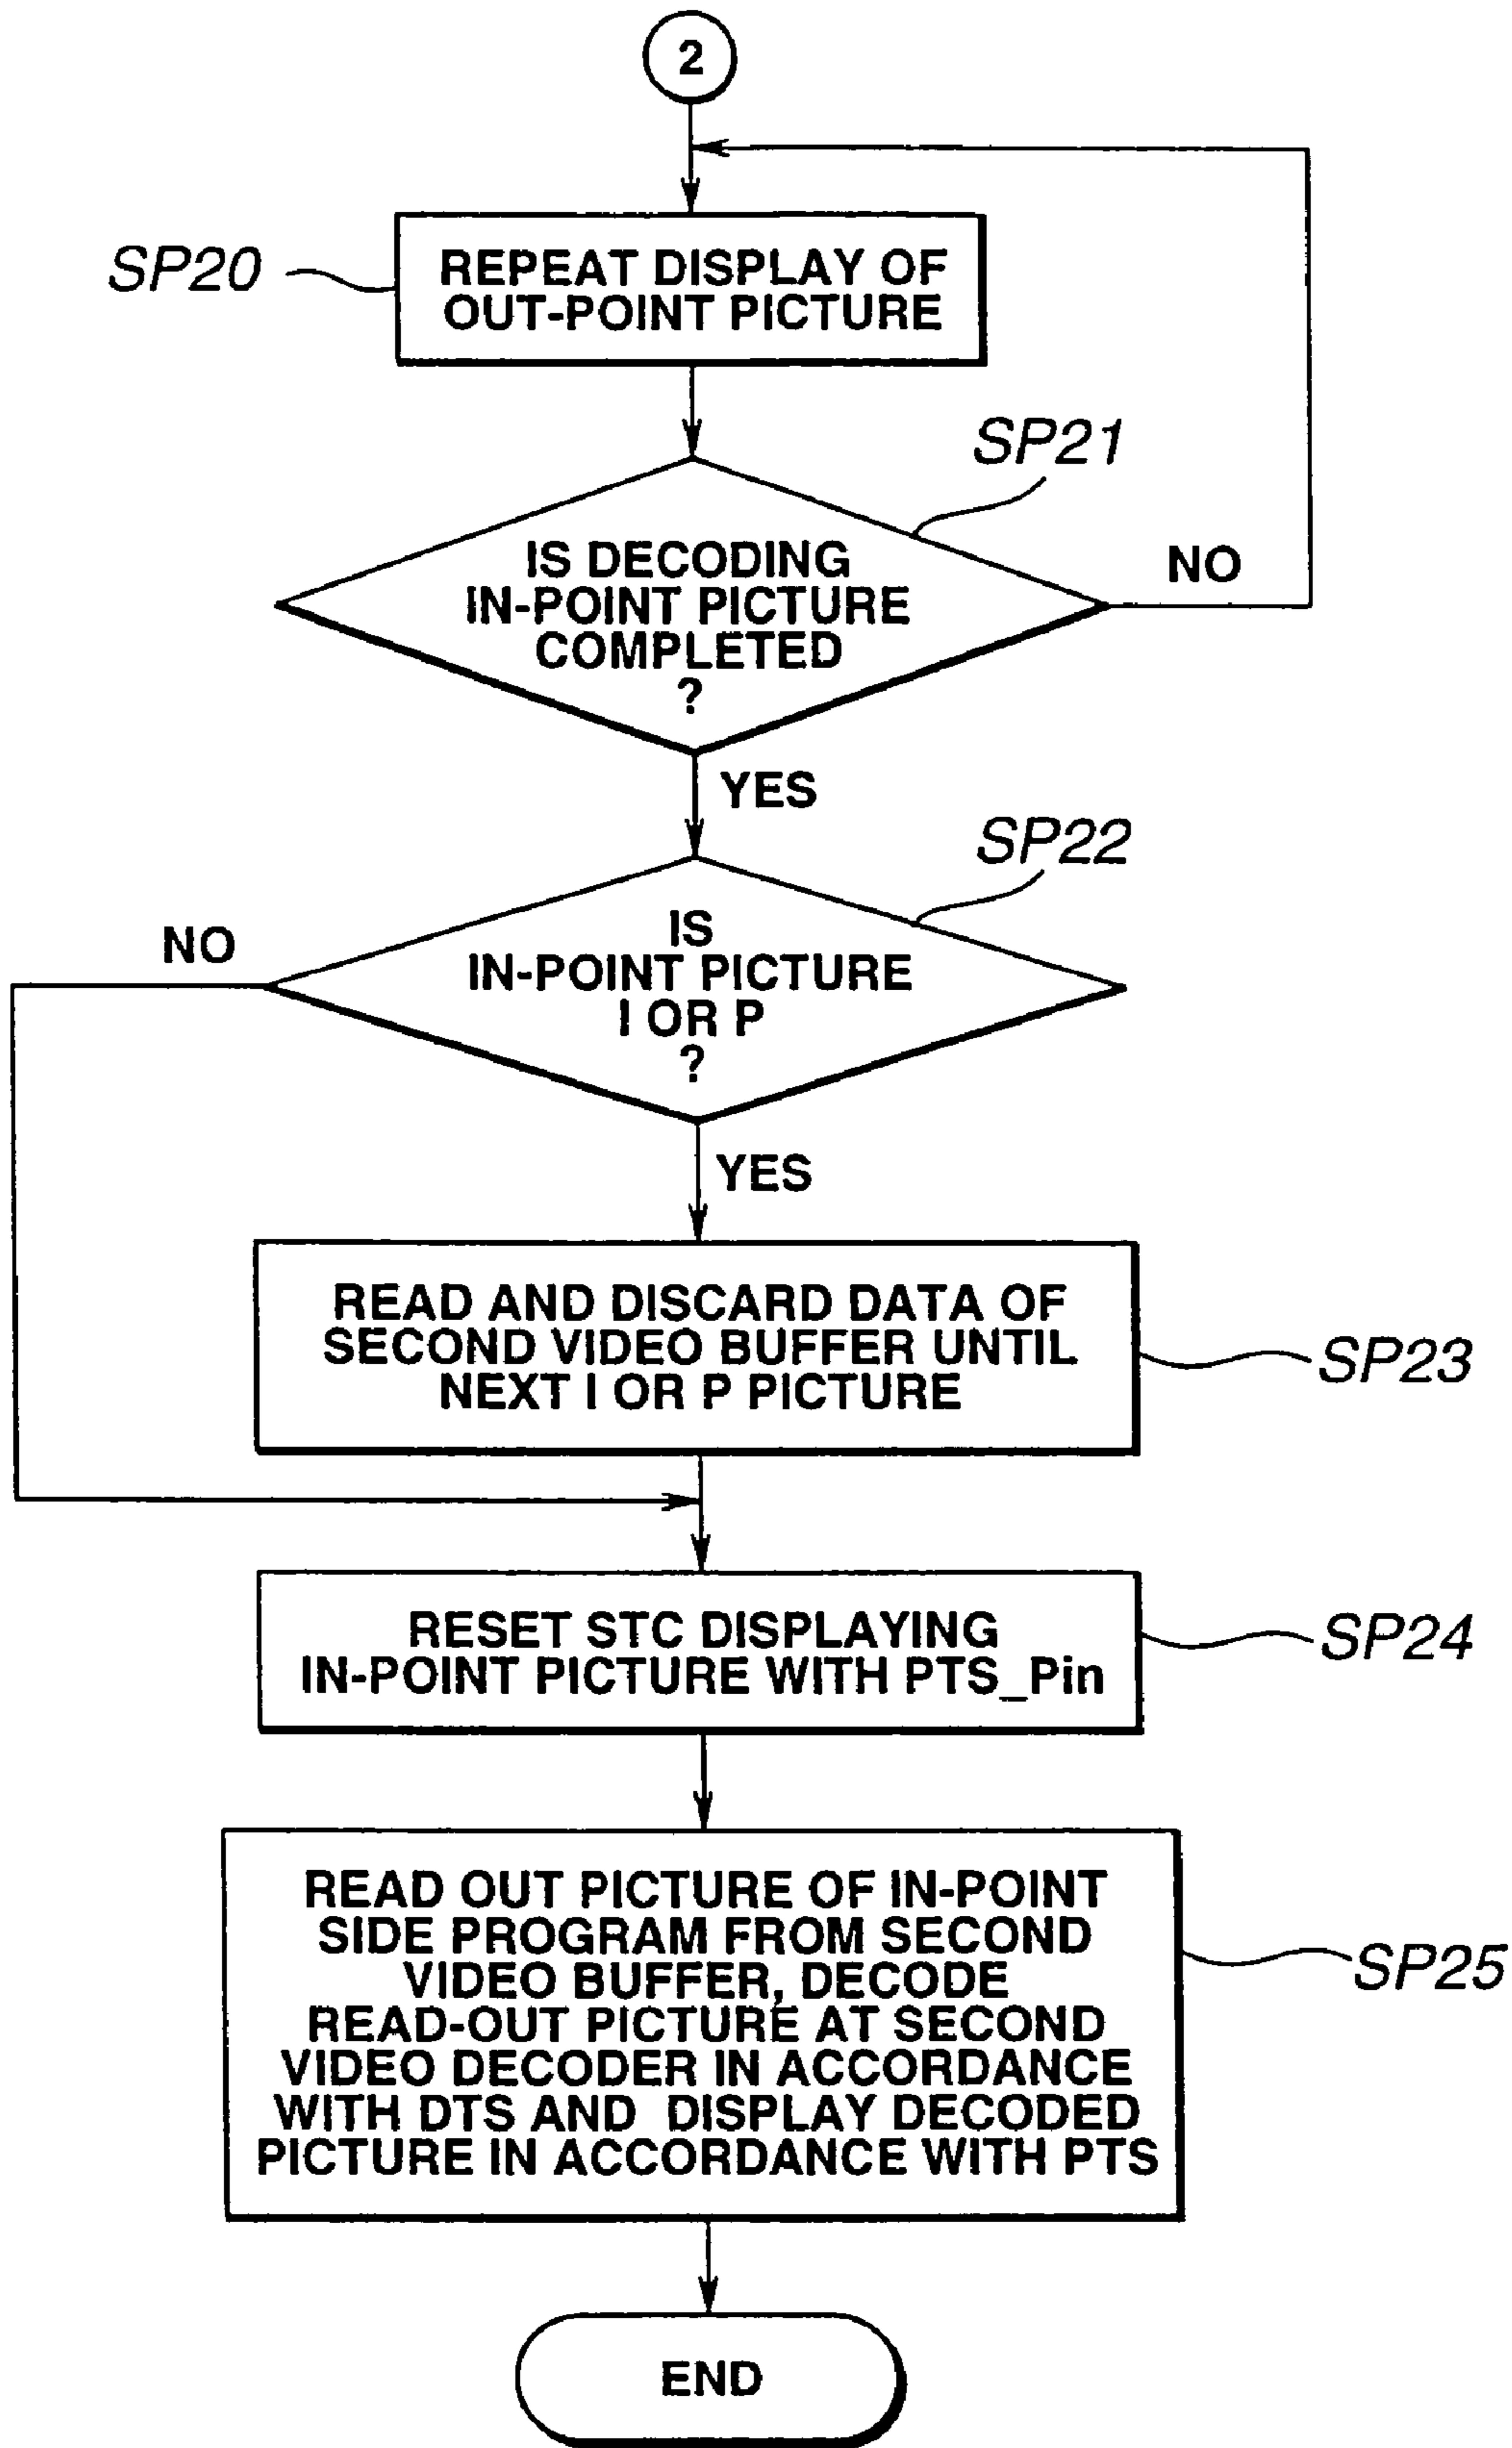 2
SP20
REPEAT DISPLAY OF
OUT-POINT PICTURE
SP21
IS DECODING
IN-POINT PICTURE
COMPLETED
?
NO
YES
SP22
IS
IN-POINT PICTURE
I OR P
?
NO
YES
READ AND DISCARD DATA OF
SECOND VIDEO BUFFER UNTIL
NEXT I OR P PICTURE
SP23
RESET STC DISPLAYING
IN-POINT PICTURE WITH PTS_Pin
SP24
READ OUT PICTURE OF IN-POINT
SIDE PROGRAM FROM SECOND
VIDEO BUFFER, DECODE
READ-OUT PICTURE AT SECOND
VIDEO DECODER IN ACCORDANCE
WITH DTS AND DISPLAY DECODED
PICTURE IN ACCORDANCE WITH PTS
SP25
END